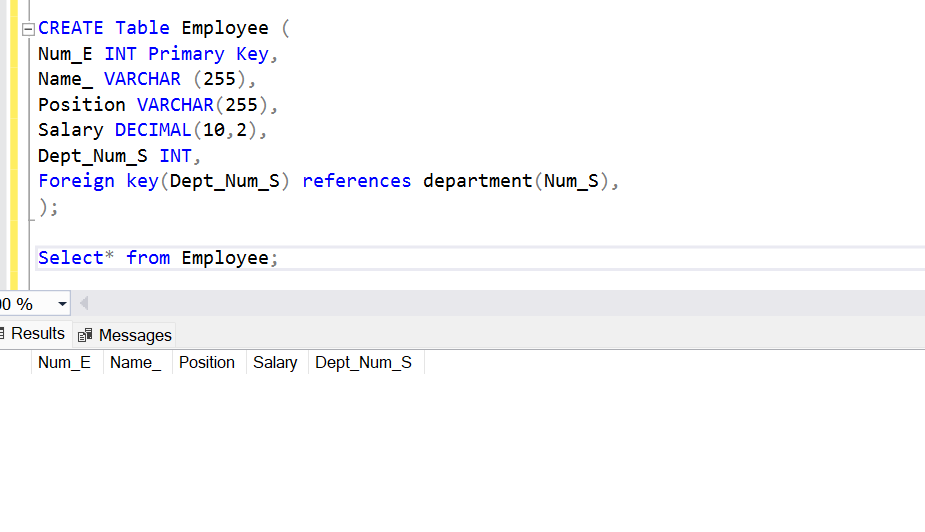 CREATE Table Employee (
Num_E INT Primary Key,
Name_ VARCHAR (255),
Position VARCHAR(255),
Salary DECIMAL(10,2),
Dept_Num_S INT,
Foreign key(Dept_Num_S) references department(Num_S),
);
Select* from Employee;
00 %
Results Messages
Num_E Name_ Position Salary Dept_Num_S